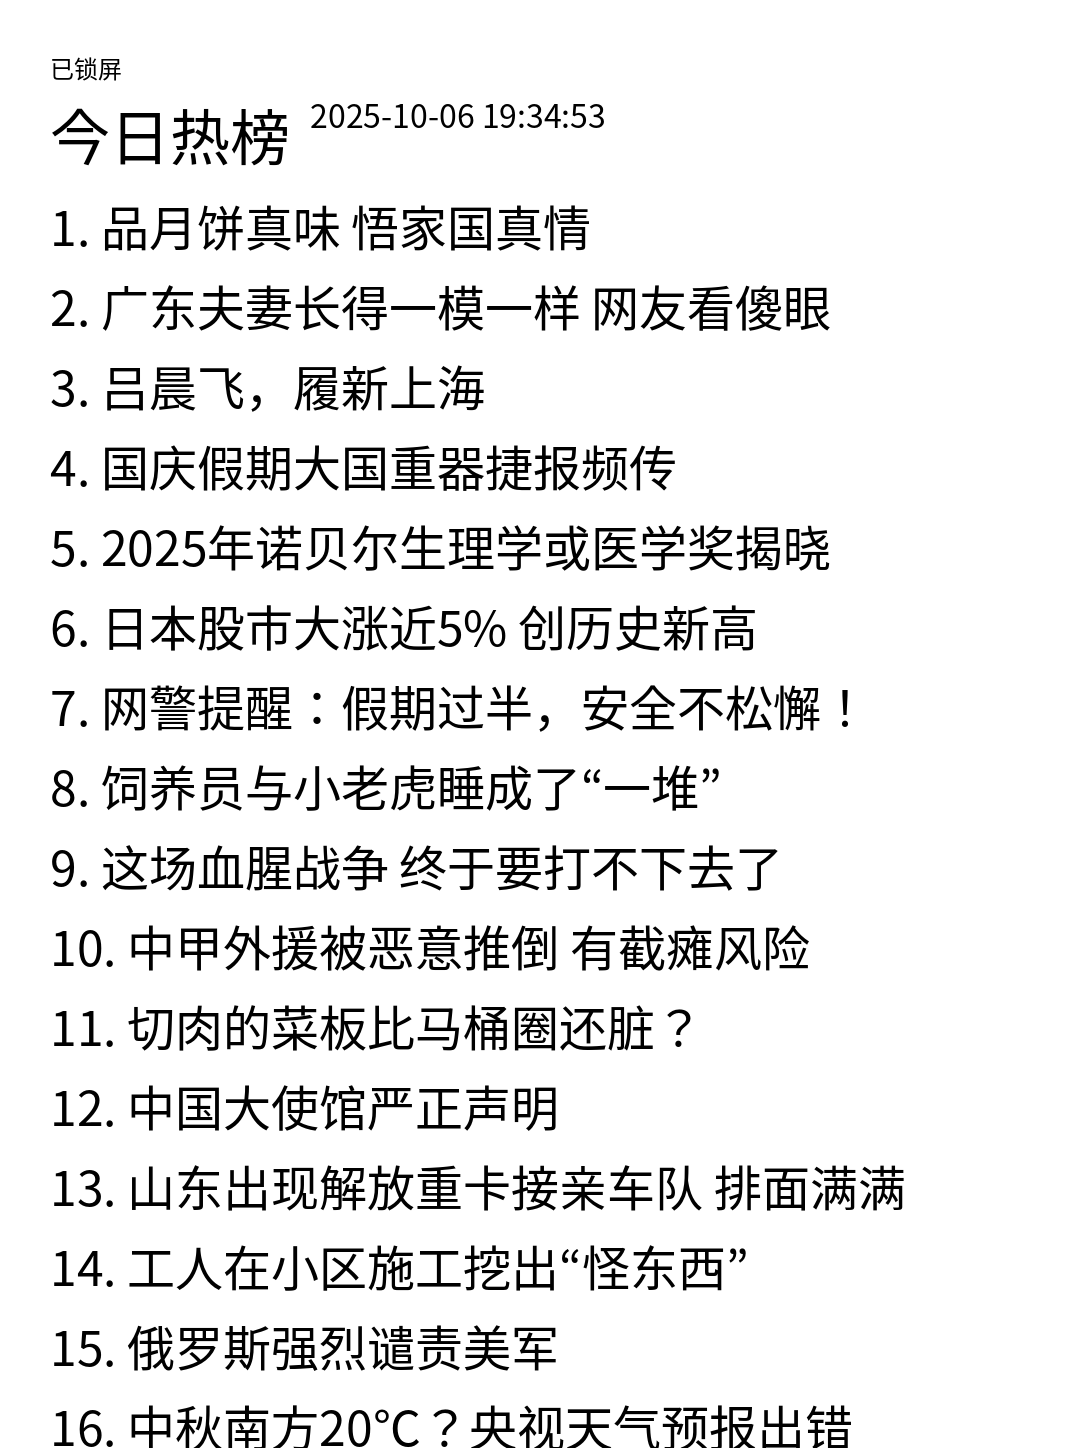 已锁屏
今日热榜 2025-10-06 19:34:53
1. 品月饼真味 悟家国真情
2. 广东夫妻长得一模一样 网友看傻眼
3. 吕晨飞，履新上海
4. 国庆假期大国重器捷报频传
5. 2025年诺贝尔生理学或医学奖揭晓
6. 日本股市大涨近5% 创历史新高
7. 网警提醒：假期过半，安全不松懈！
8. 饲养员与小老虎睡成了“一堆”
9. 这场血腥战争 终于要打不下去了
10. 中甲外援被恶意推倒 有截瘫风险
11. 切肉的菜板比马桶圈还脏？
12. 中国大使馆严正声明
13. 山东出现解放重卡接亲车队 排面满满
14. 工人在小区施工挖出“怪东西”
15. 俄罗斯强烈谴责美军
16. 中秋南方20℃？央视天气预报出错